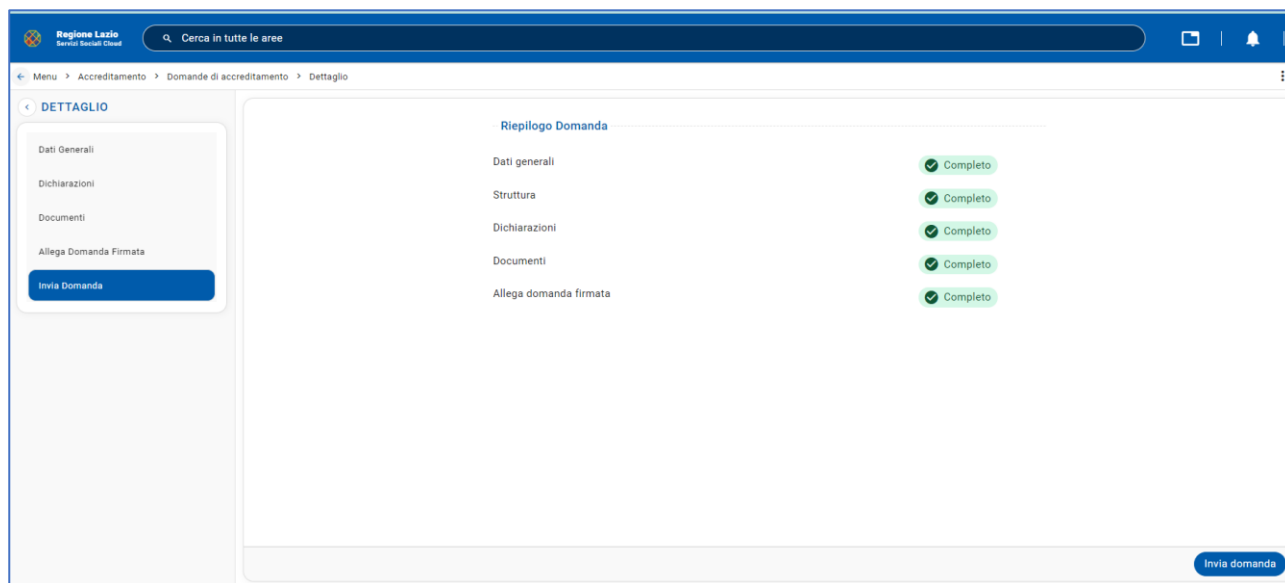 Regione Lazio
Servizi Sociali Cloud
Cerca in tutte le aree
Menu > Accreditamento > Domande di accreditamento > Dettaglio
DETTAGLIO
Dati Generali
Dichiarazioni
Documenti
Allega Domanda Firmata
Invia Domanda
Riepilogo Domanda
Dati generali Completo
Struttura Completo
Dichiarazioni Completo
Documenti Completo
Allega domanda firmata Completo
Invia domanda